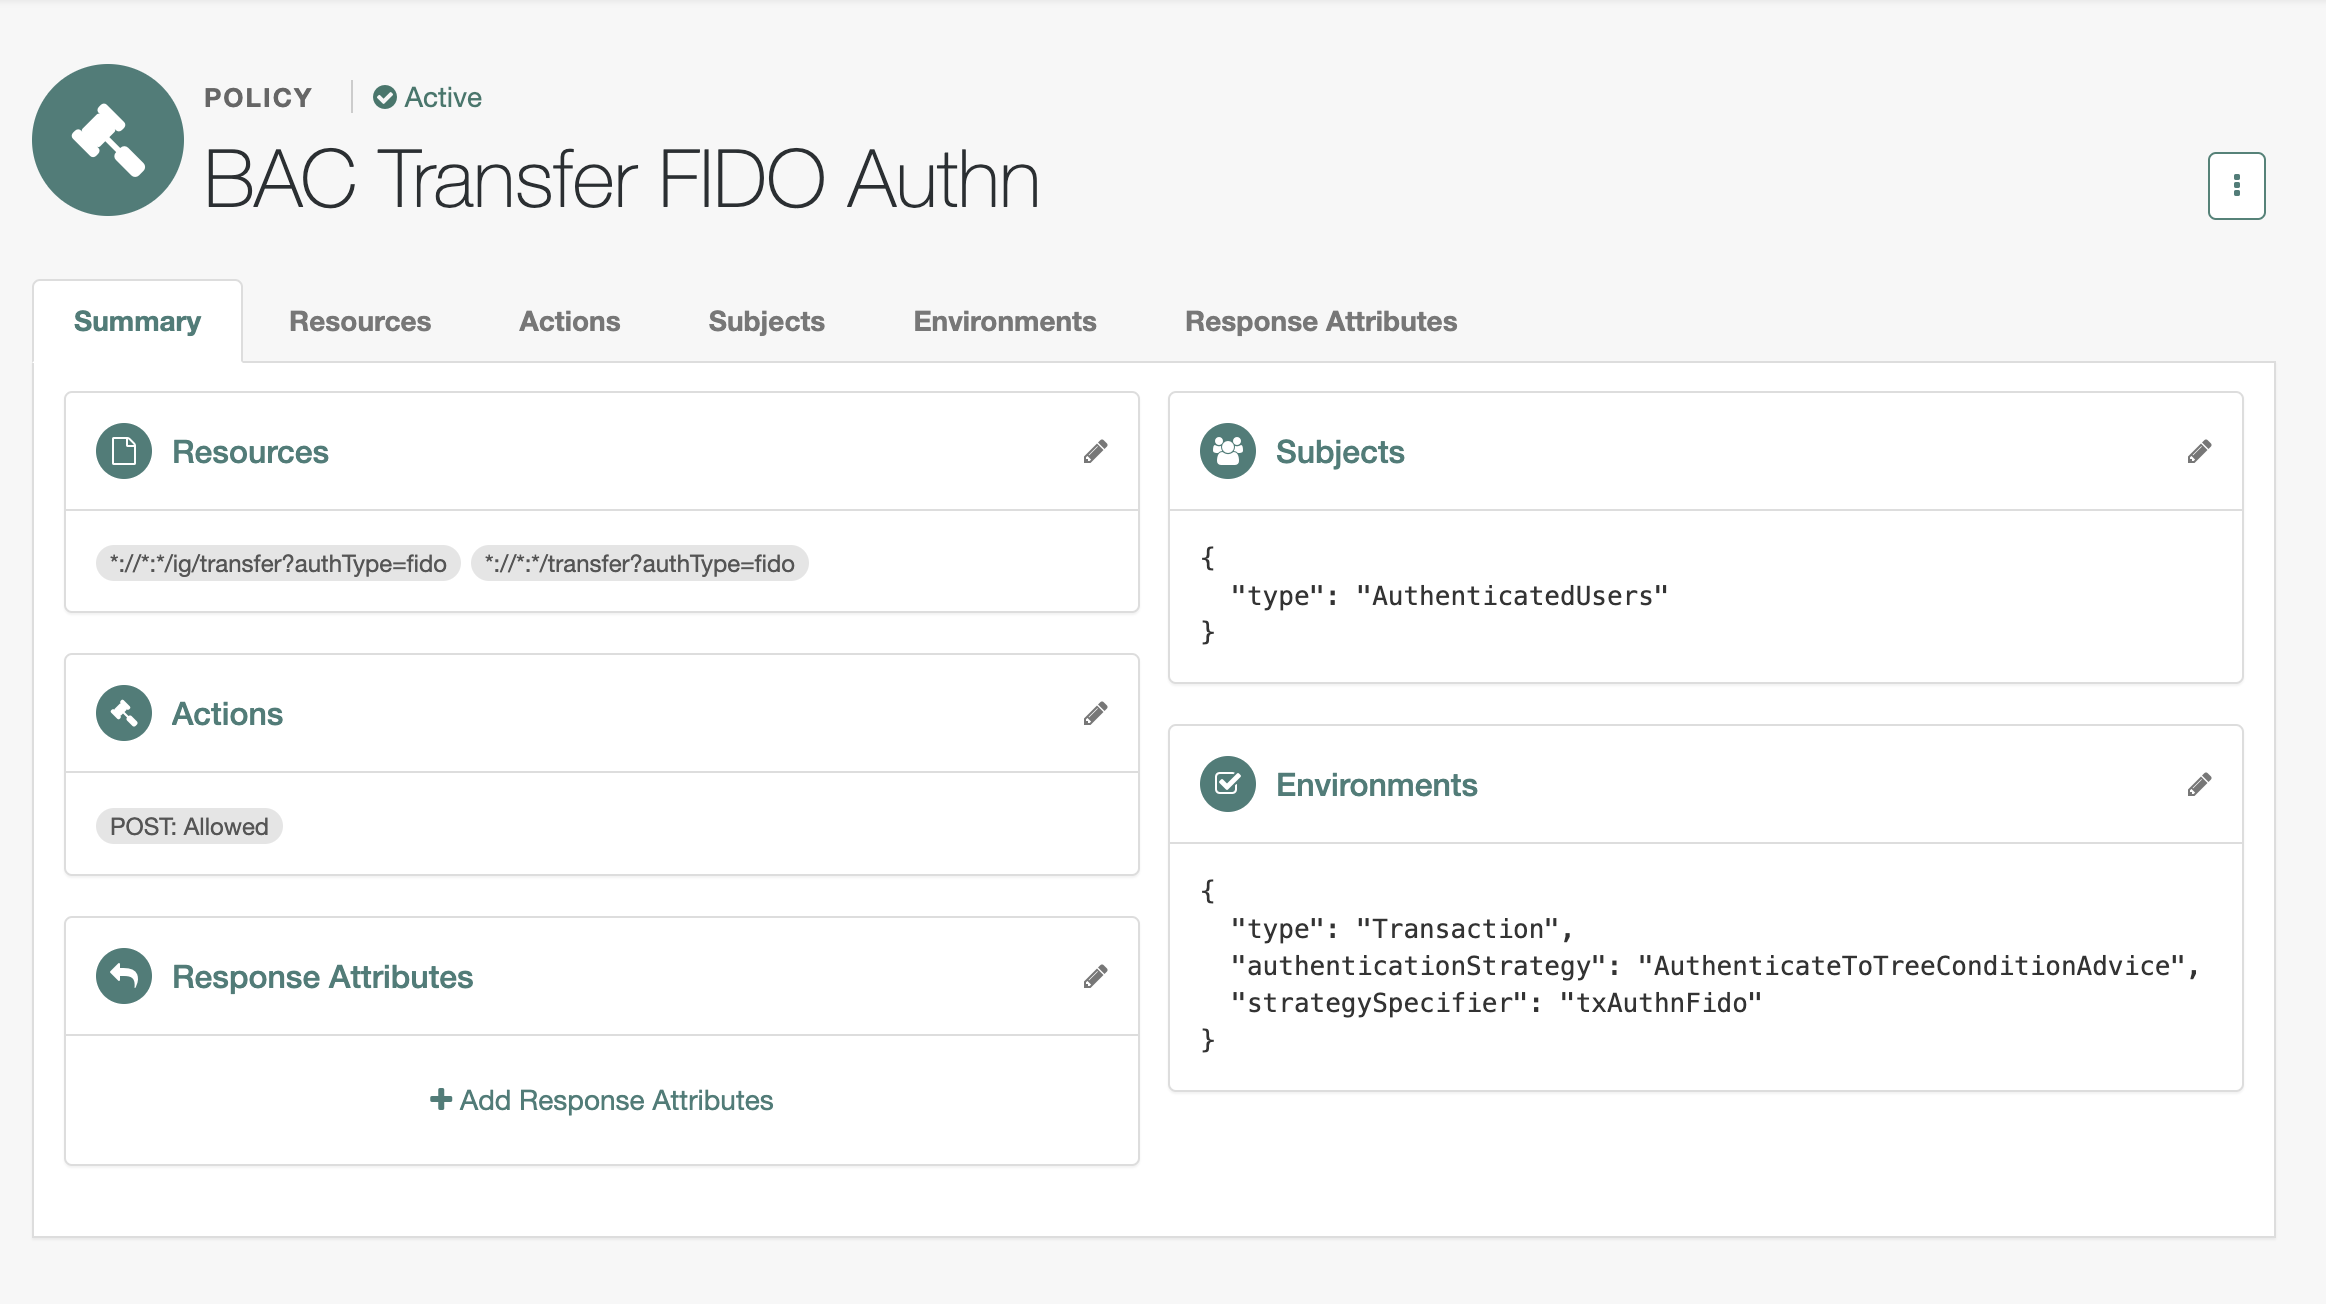 POLICY
Active
BAC Transfer FIDO Authn
Summary
Resources
Actions
Subjects
Environments
Response Attributes
Resources
*://*:*/ig/transfer?authType=fido
*://*:*/transfer?authType=fido
Actions
POST: Allowed
Response Attributes
Add Response Attributes
Subjects
{
  "type": "AuthenticatedUsers"
}
Environments
{
  "type": "Transaction",
  "authenticationStrategy": "AuthenticateToTreeConditionAdvice",
  "strategySpecifier": "txAuthnFido"
}